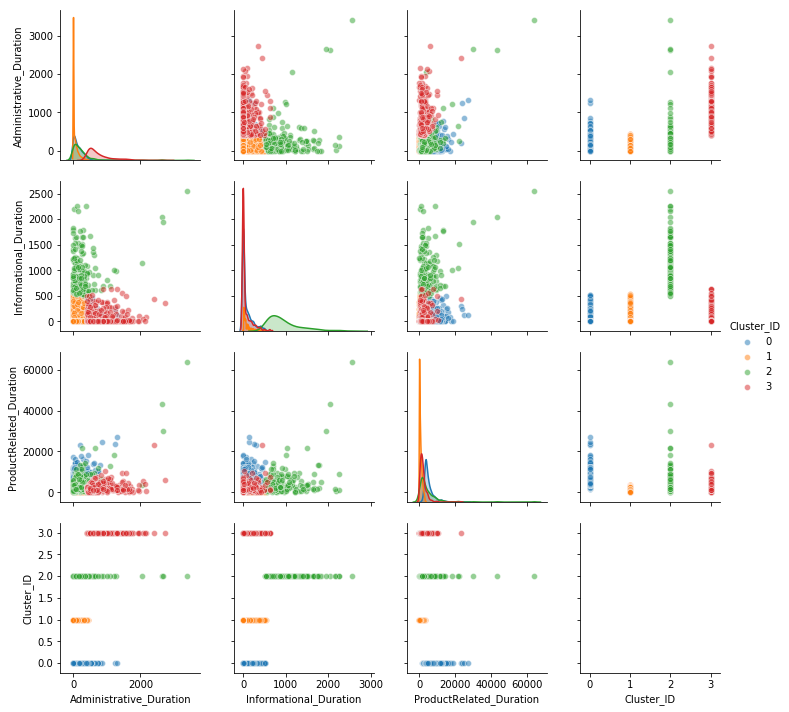 Administrative_Duration
3000
2000
1000
0
Informational_Duration
2500
2000
1500
1000
500
0
Cluster_ID
0
1
2
3
ProductRelated_Duration
60000
40000
20000
0
Cluster_ID
3.0
2.5
2.0
1.5
1.0
0.5
0.0
0 2000
0 1000 2000 3000
0 20000 40000 60000
0 1 2 3
Administrative_Duration
Informational_Duration
ProductRelated_Duration
Cluster_ID